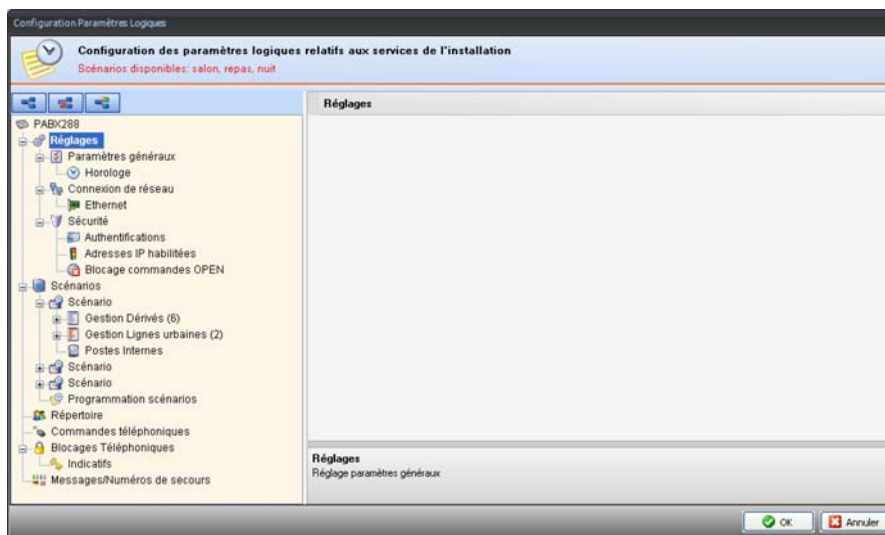 Configuration Paramètres Logiques
Configuration des paramètres logiques relatifs aux services de l'installation
Scénarios disponibles: salon, repas, nuit
Réglages
PABX288
Réglages
Paramètres généraux
Horologe
Connexion de réseau
Ethernet
Sécurité
Authentifications
Adresses IP habilitées
Blocage commandes OPEN
Scénarios
Scénario
Gestion Dérivés (6)
Gestion Lignes urbaines (2)
Postes Internes
Scénario
Scénario
Programmation scénarios
Répertoire
Commandes téléphoniques
Blocages Téléphoniques
Indicatifs
Messages/Numéros de secours
Réglages
Réglage paramètres généraux
OK
Annuler